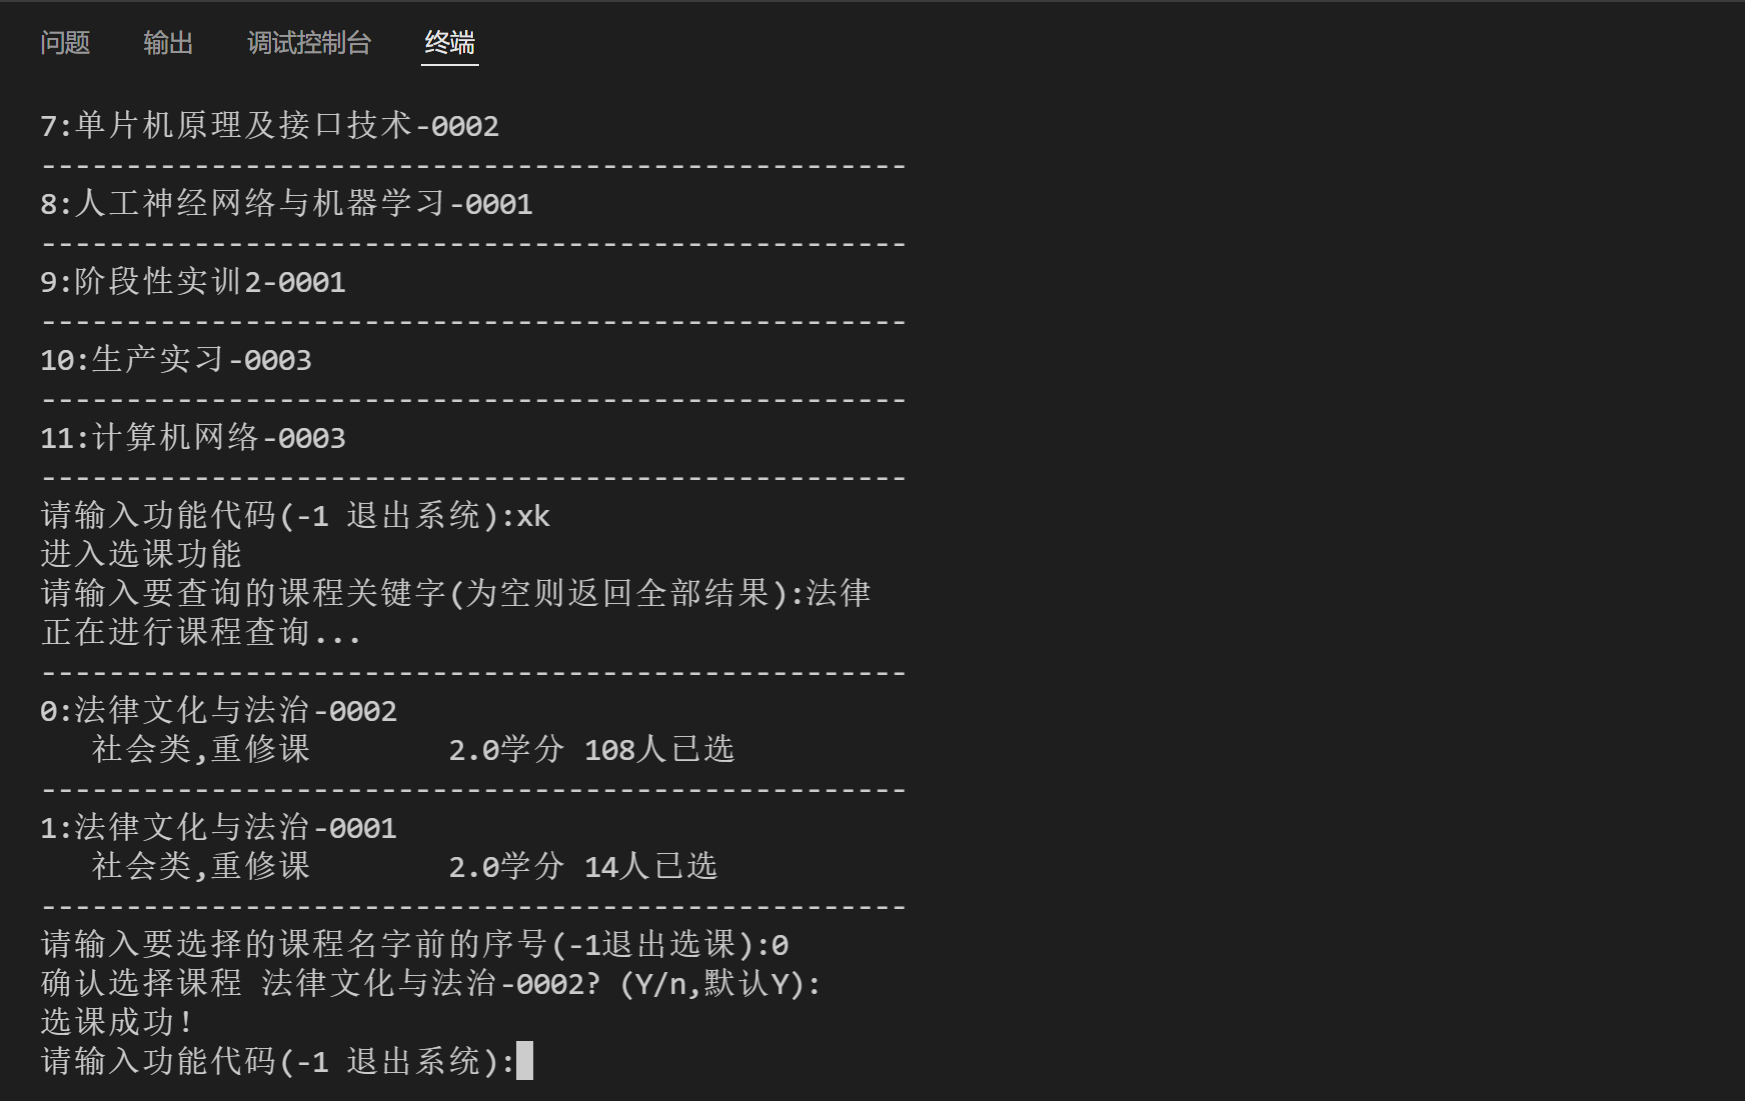 问题 输出 调试控制台 终端
7:单片机原理及接口技术-0002
---------------------------------------------------
8:人工神经网络与机器学习-0001
---------------------------------------------------
9:阶段性实训2-0001
---------------------------------------------------
10:生产实习-0003
---------------------------------------------------
11:计算机网络-0003
---------------------------------------------------
请输入功能代码(-1 退出系统):xk
进入选课功能
请输入要查询的课程关键字(为空则返回全部结果):法律
正在进行课程查询...
---------------------------------------------------
0:法律文化与法治-0002
   社会类,重修课        2.0学分 108人已选
---------------------------------------------------
1:法律文化与法治-0001
   社会类,重修课        2.0学分 14人已选
---------------------------------------------------
请输入要选择的课程名字前的序号(-1退出选课):0
确认选择课程 法律文化与法治-0002? (Y/n,默认Y):
选课成功!
请输入功能代码(-1 退出系统):